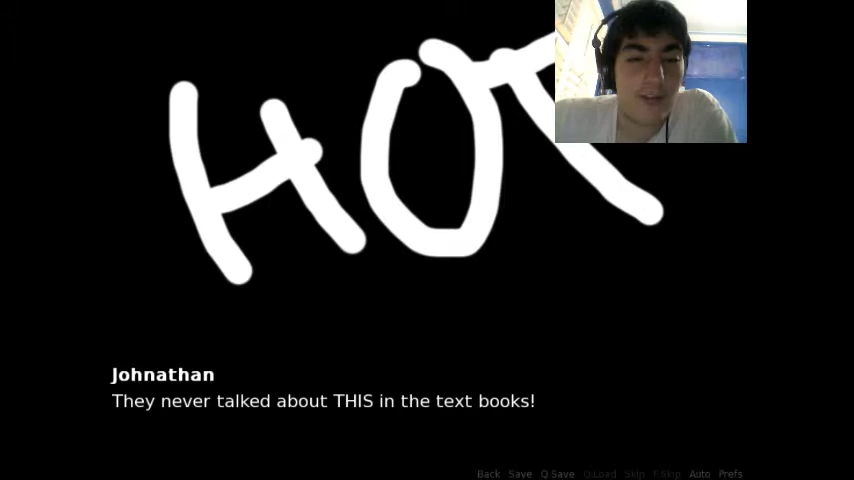 HOT
Johnathan
They never talked about THIS in the text books!
Back Save Q.Save Q.Load Skip F.Skip Auto Prefs